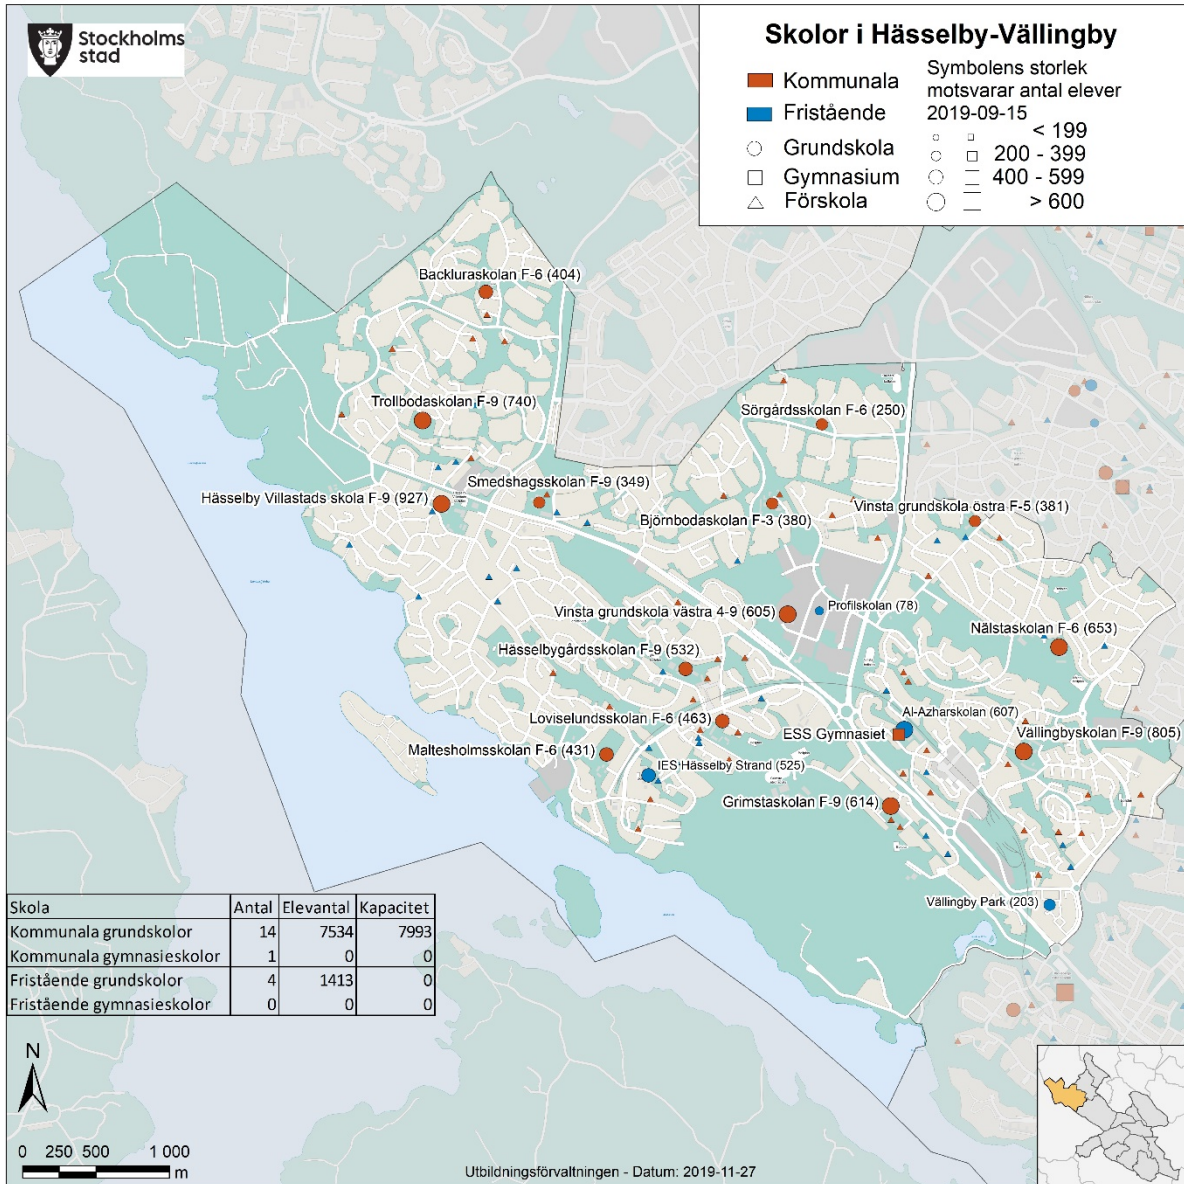 Stockholms
stad
Skolor i Hässelby-Vällingby
Kommunala
Fristående
Grundskola
Gymnasium
Förskola
Symbolens storlek
motsvarar antal elever
2019-09-15
< 199
200 - 399
400 - 599
> 600
Backluraskolan F-6 (404)
Trollbodaskolan F-9 (740)
Sörgårdsskolan F-6 (250)
Smedshagsskolan F-9 (349)
Hässelby Villastads skola F-9 (927)
Björnbodaskolan F-3 (380)
Vinsta grundskola östra F-5 (381)
Vinsta grundskola västra 4-9 (605)
Profilskolan (78)
Nälstaskolan F-6 (653)
Hässelbygårdsskolan F-9 (532)
Al-Azharskolan (607)
Loviselundsskolan F-6 (463)
ESS Gymnasiet
Vällingbyskolan F-9 (805)
Maltesholmsskolan F-6 (431)
IES Hässelby Strand (525)
Grimstaskolan F-9 (614)
Vällingby Park (203)
Skola Antal Elevantal Kapacitet
Kommunala grundskolor 14 7534 7993
Kommunala gymnasieskolor 1 0 0
Fristående grundskolor 4 1413 0
Fristående gymnasieskolor 0 0 0
N
0 250 500 1 000
m
Utbildningsförvaltningen - Datum: 2019-11-27